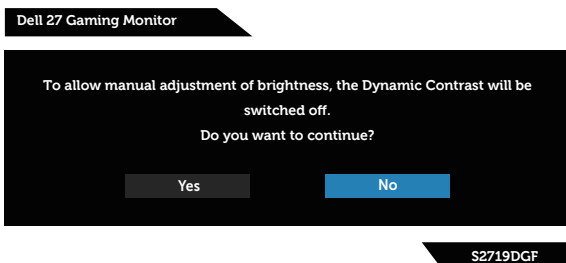 Dell 27 Gaming Monitor
To allow manual adjustment of brightness, the Dynamic Contrast will be
switched off.
Do you want to continue?
Yes
No
S2719DGF